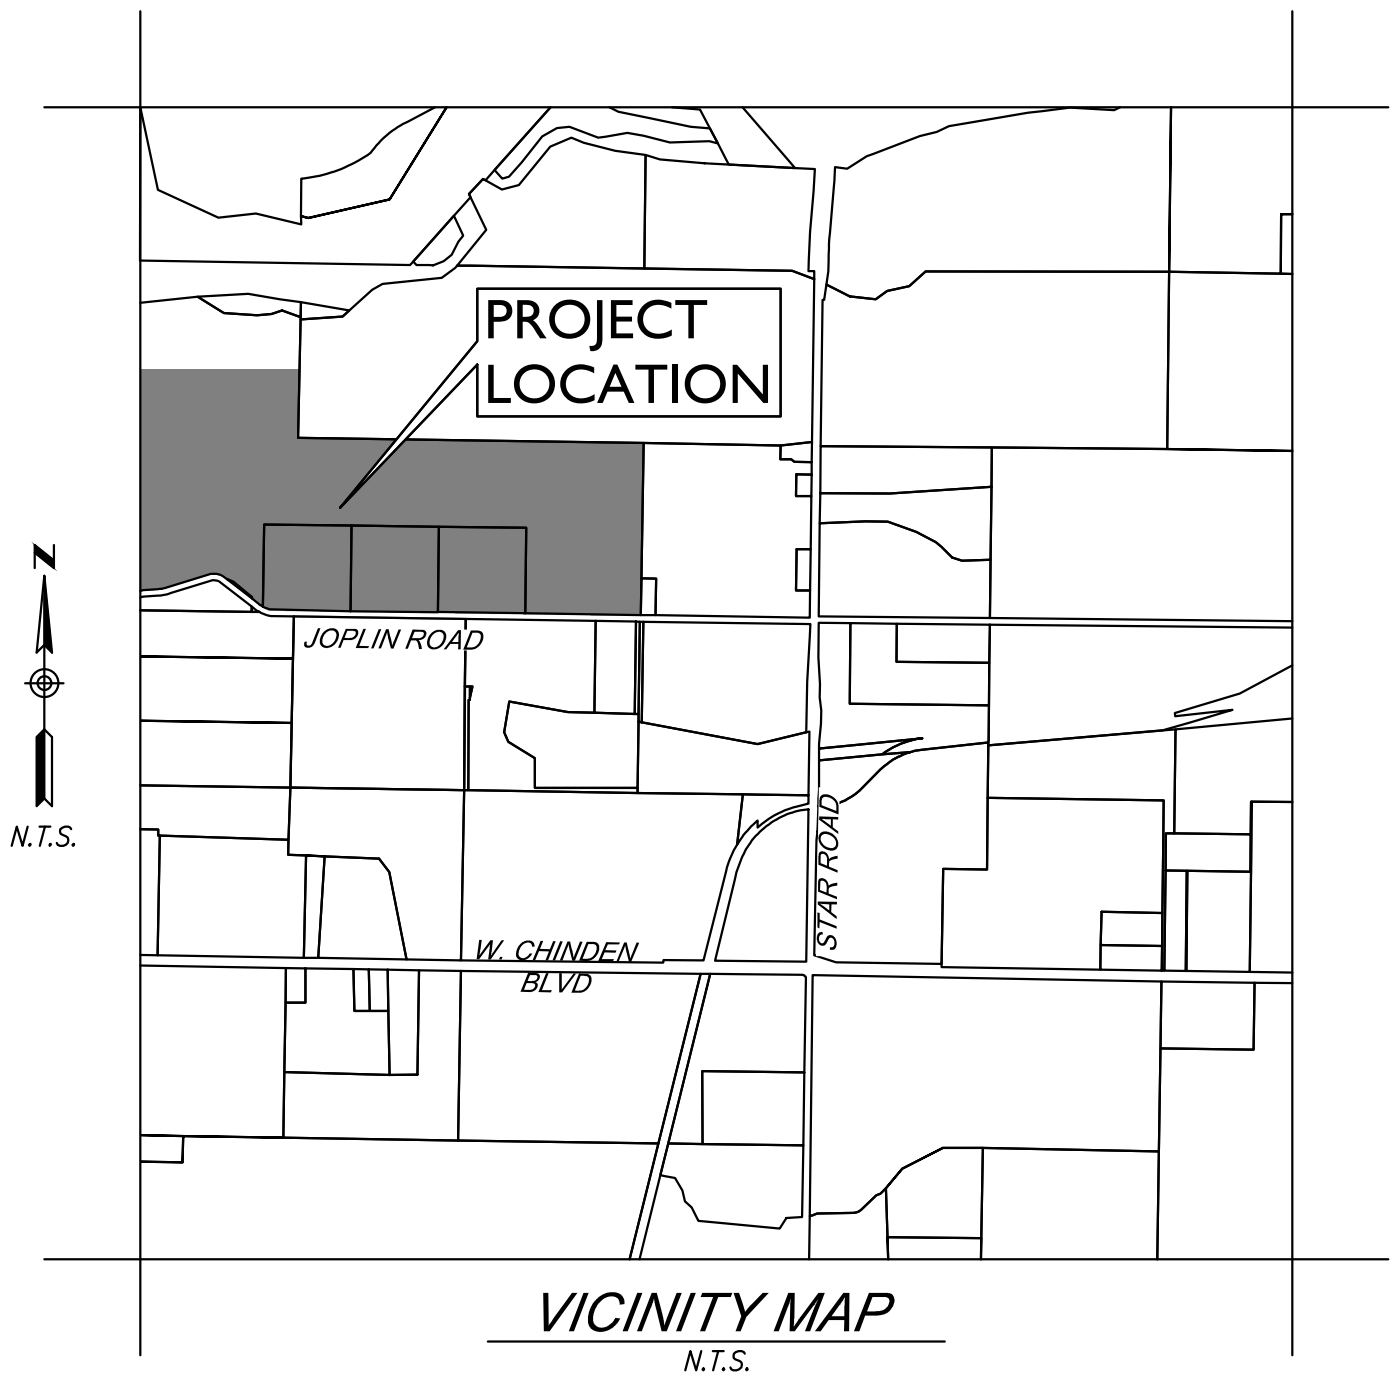 PROJECT
LOCATION
N
JOPLIN ROAD
N.T.S.
STAR ROAD
W. CHINDEN
BLVD
VICINITY MAP
N.T.S.